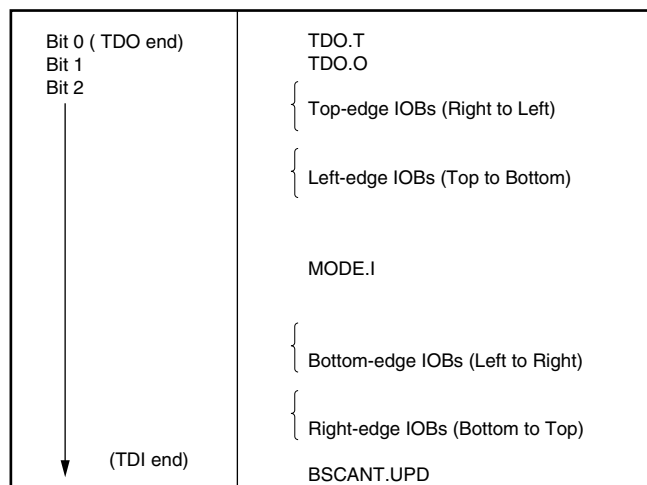 Bit 0 ( TDO end)
Bit 1
Bit 2
(TDI end)
TDO.T
TDO.O
Top-edge IOBs (Right to Left)
Left-edge IOBs (Top to Bottom)
MODE.I
Bottom-edge IOBs (Left to Right)
Right-edge IOBs (Bottom to Top)
BSCANT.UPD